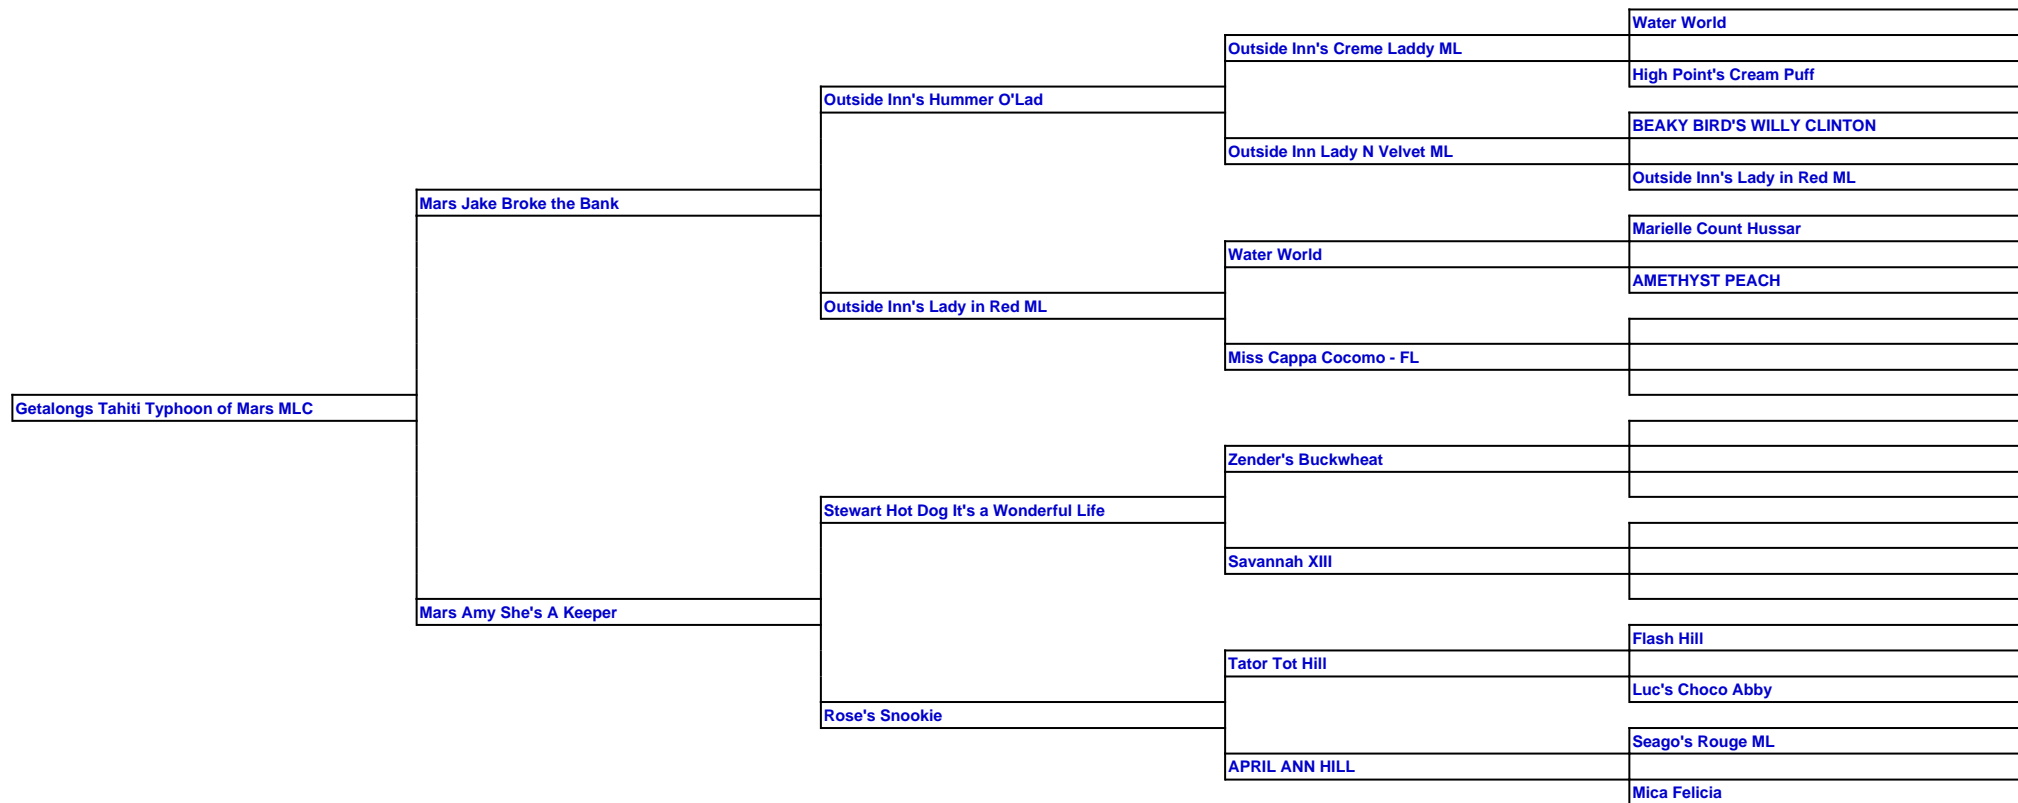 Water World
Outside Inn's Creme Laddy ML
High Point's Cream Puff
Outside Inn's Hummer O'Lad
BEAKY BIRD'S WILLY CLINTON
Outside Inn Lady N Velvet ML
Outside Inn's Lady in Red ML
Mars Jake Broke the Bank
Marielle Count Hussar
Water World
AMETHYST PEACH
Outside Inn's Lady in Red ML
Miss Cappa Cocomo - FL
Getalongs Tahiti Typhoon of Mars MLC
Zender's Buckwheat
Stewart Hot Dog It's a Wonderful Life
Savannah XIII
Mars Amy She's A Keeper
Flash Hill
Tator Tot Hill
Luc's Choco Abby
Rose's Snookie
Seago's Rouge ML
APRIL ANN HILL
Mica Felicia